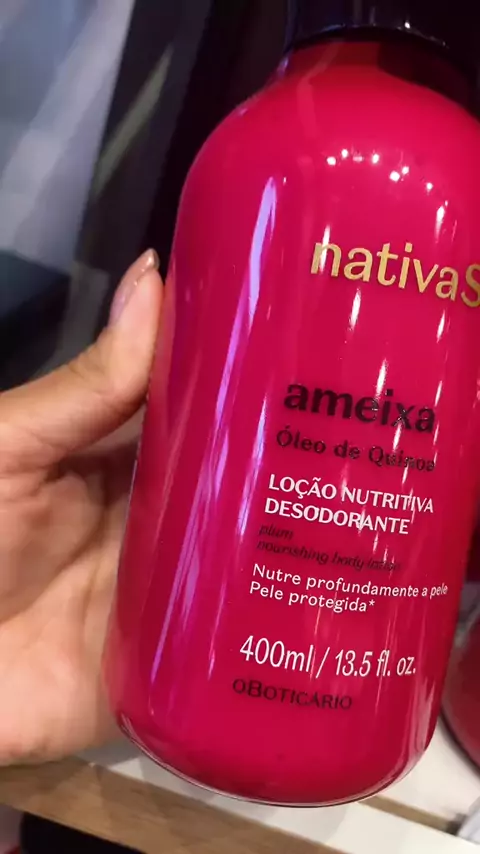 nativaS
ameixa
Óleo de Quinoa
LOÇÃO NUTRITIVA
DESODORANTE
plum
nourishing body lotion
Nutre profundamente a pele
Pele protegida*
400ml / 13.5 fl. oz.
OBOTICÁRIO